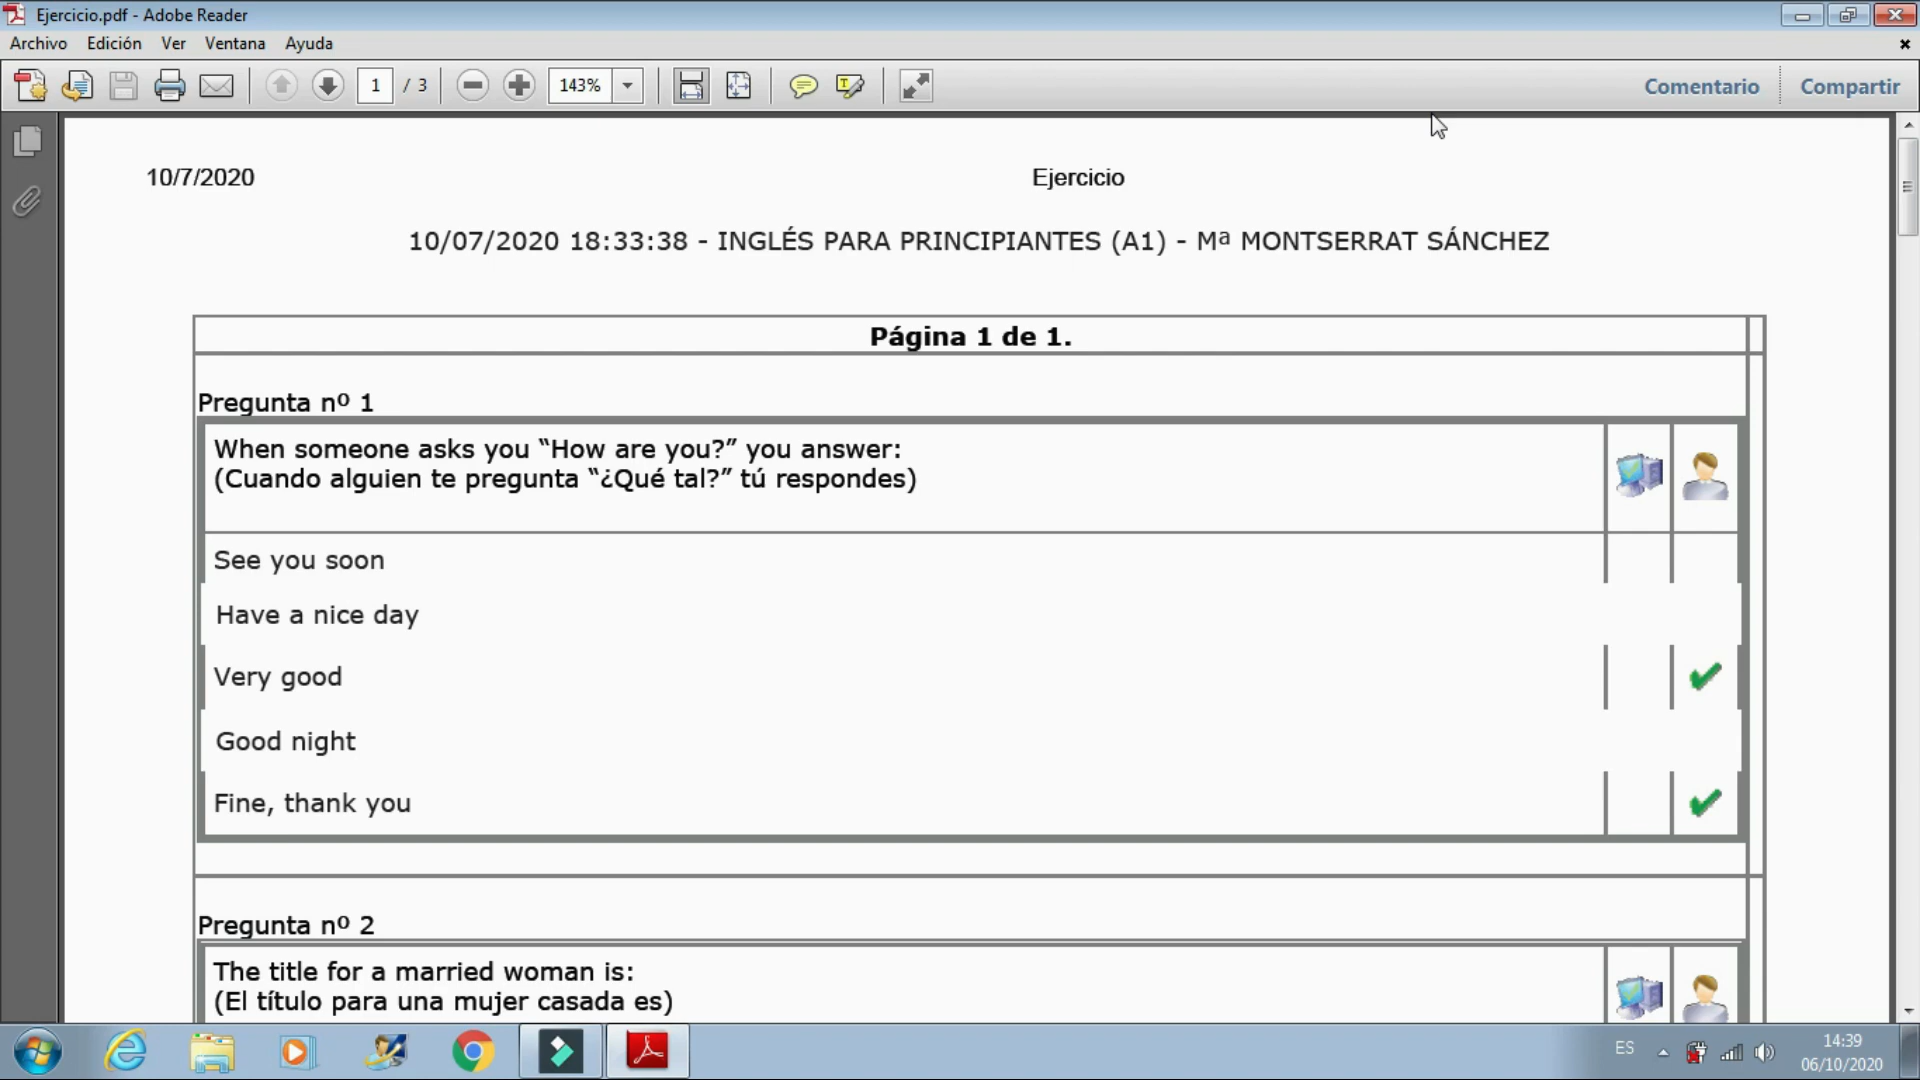 Ejercicio.pdf - Adobe Reader
Archivo Edición Ver Ventana Ayuda
1 / 3 143% Comentario Compartir
10/7/2020 Ejercicio
10/07/2020 18:33:38 - INGLÉS PARA PRINCIPIANTES (A1) - Mª MONTSERRAT SÁNCHEZ
Página 1 de 1.
Pregunta nº 1
When someone asks you “How are you?” you answer:
(Cuando alguien te pregunta “¿Qué tal?” tú respondes)
See you soon
Have a nice day
Very good
Good night
Fine, thank you
Pregunta nº 2
The title for a married woman is:
(El título para una mujer casada es)
ES
14:39
06/10/2020